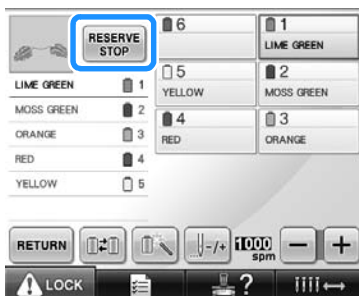 RESERVE
STOP
LIME GREEN 1
MOSS GREEN 2
ORANGE 3
RED 4
YELLOW 5
6
1
LIME GREEN
5
YELLOW
2
MOSS GREEN
4
RED
3
ORANGE
RETURN
-/+
1000
spm
－
+
LOCK
?